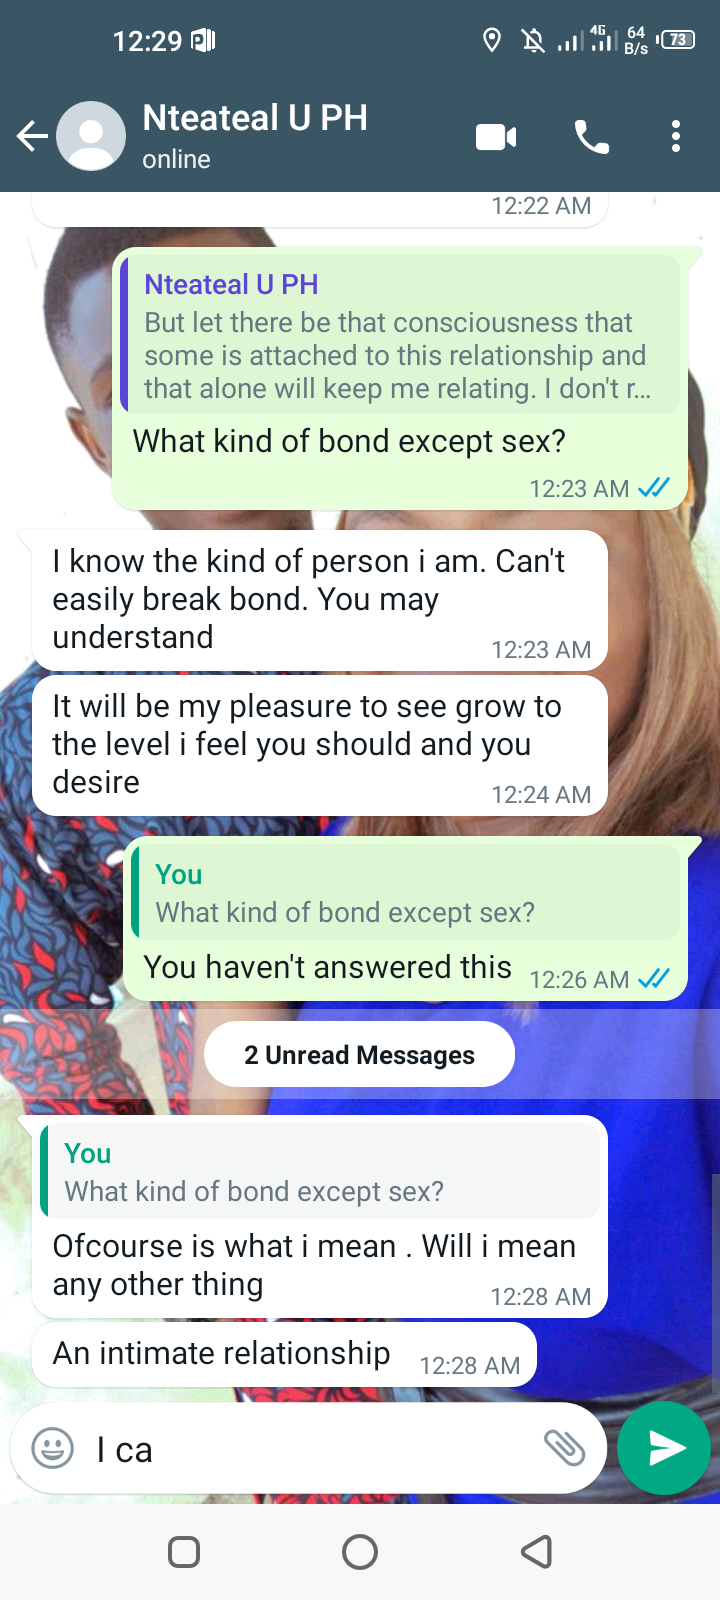 12:29
4G
64
B/s
73
Nteateal U PH
online
12:22 AM
Nteateal U PH
But let there be that consciousness that
some is attached to this relationship and
that alone will keep me relating. I don't r...
What kind of bond except sex?
12:23 AM
I know the kind of person i am. Can't
easily break bond. You may
understand
12:23 AM
It will be my pleasure to see grow to
the level i feel you should and you
desire
12:24 AM
You
What kind of bond except sex?
You haven't answered this
12:26 AM
2 Unread Messages
You
What kind of bond except sex?
Ofcourse is what i mean . Will i mean
any other thing
12:28 AM
An intimate relationship
12:28 AM
I ca